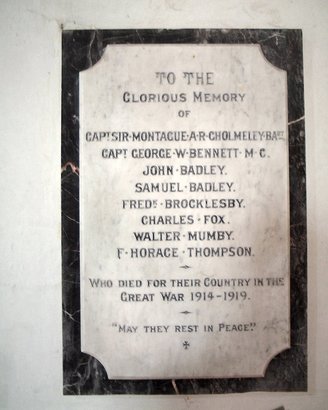 TO THE
GLORIOUS MEMORY
OF
CAPT SIR·MONTAGUE·A·R·CHOLMELEY·BART
CAPT GEORGE·W·BENNETT·M·C.
JOHN·BADLEY.
SAMUEL·BADLEY.
FREDK·BROCKLESBY.
CHARLES·FOX.
WALTER·MUMBY.
F·HORACE·THOMPSON.
WHO DIED FOR THEIR COUNTRY IN THE
GREAT WAR 1914-1919.
"MAY THEY REST IN PEACE."